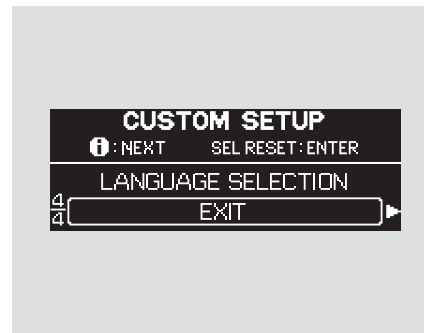 CUSTOM SETUP
i: NEXT SEL RESET: ENTER
LANGUAGE SELECTION
4/4 EXIT